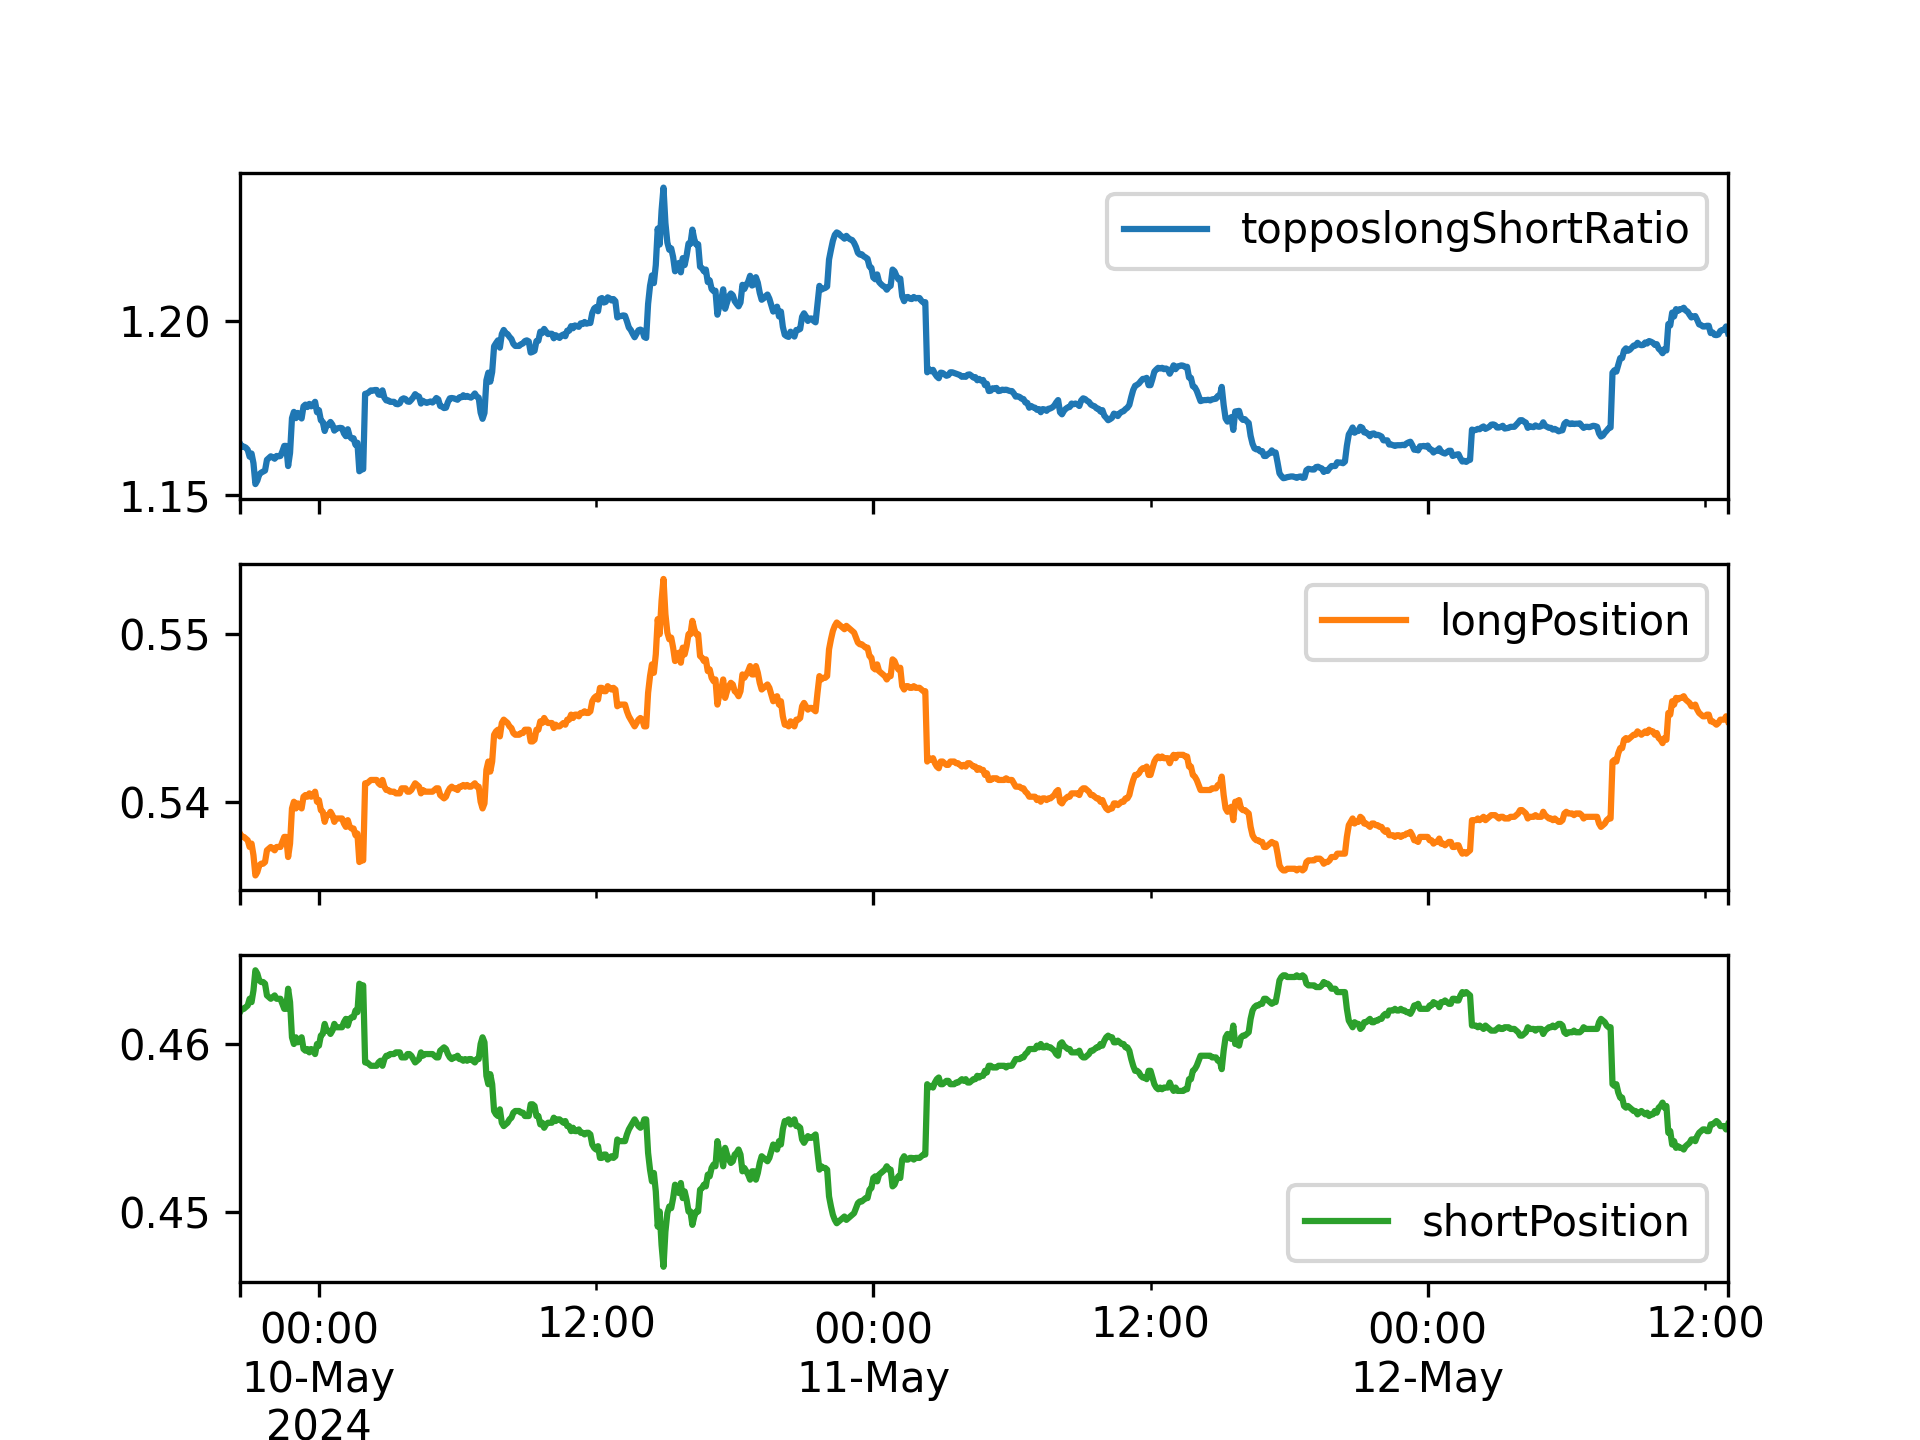 topposlongShortRatio
1.20
1.15
longPosition
0.55
0.54
0.46
0.45
shortPosition
00:00 12:00 00:00 12:00 00:00 12:00
10-May 11-May 12-May
2024